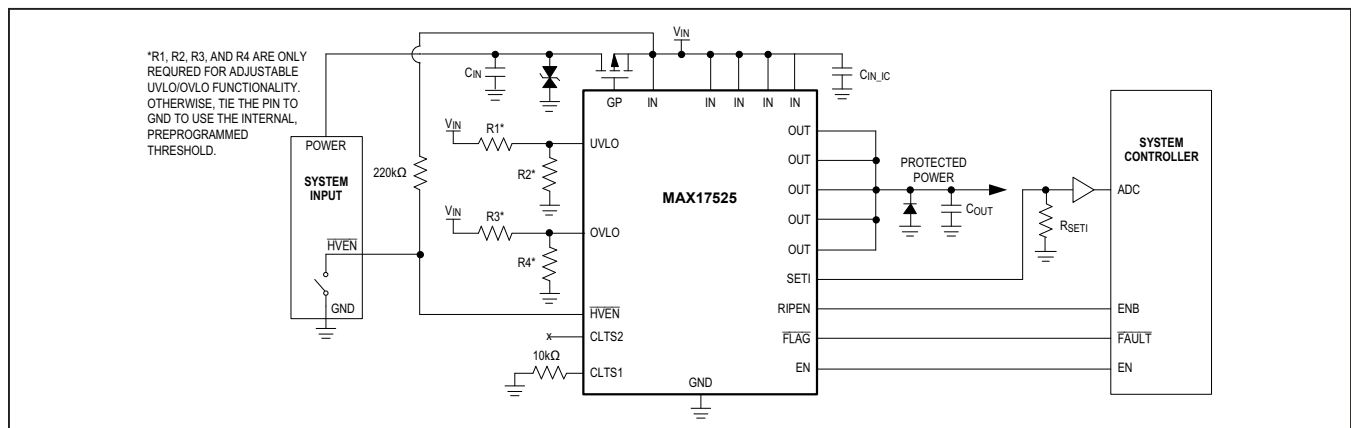 *R1, R2, R3, AND R4 ARE ONLY
REQURED FOR ADJUSTABLE
UVLO/OVLO FUNCTIONALITY.
OTHERWISE, TIE THE PIN TO
GND TO USE THE INTERNAL,
PREPROGRAMMED
THRESHOLD.
POWER
SYSTEM
INPUT
HVEN
GND
220kΩ
CIN
VIN
CIN_IC
GP
IN
IN
IN
IN
IN
VIN
R1*
R2*
UVLO
VIN
R3*
R4*
OVLO
HVEN
x
CLTS2
10kΩ
CLTS1
MAX17525
GND
OUT
OUT
OUT
OUT
OUT
SETI
RIPEN
FLAG
EN
PROTECTED
POWER
COUT
RSETI
SYSTEM
CONTROLLER
ADC
ENB
FAULT
EN